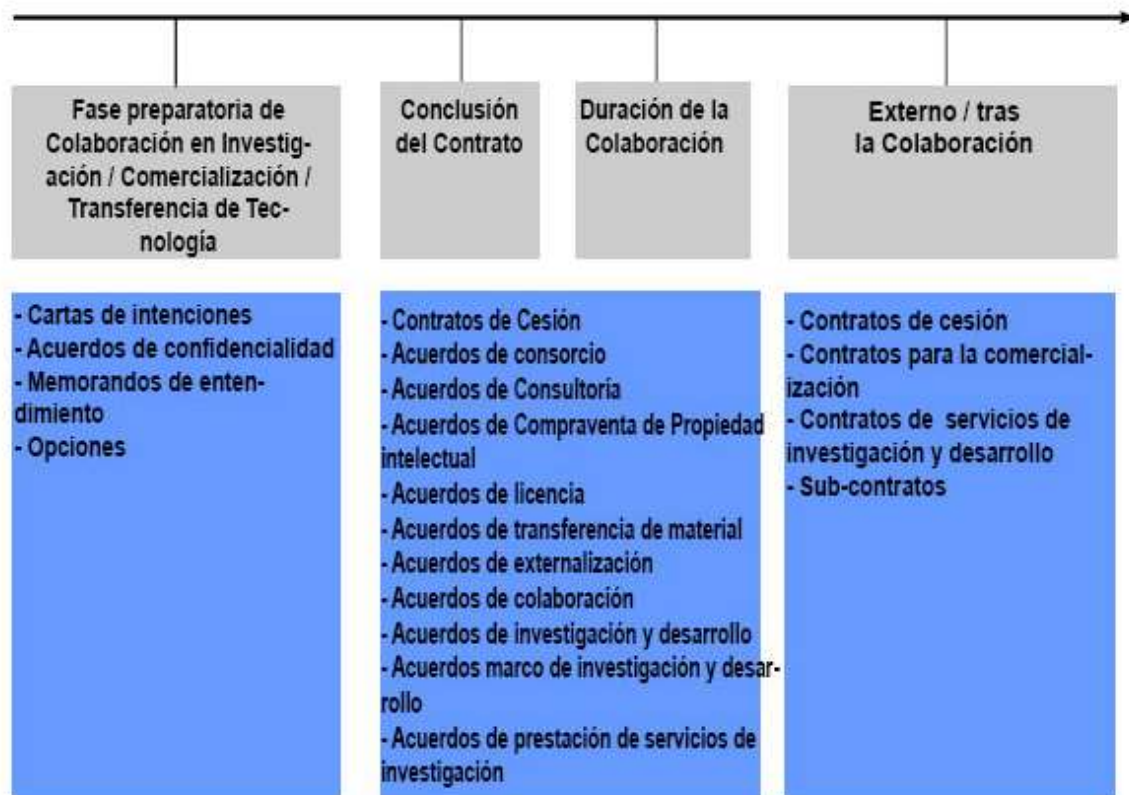 Fase preparatoria de
Colaboración en Investig-
ación / Comercialización /
Transferencia de Tec-
nología
Conclusión
del Contrato
Duración de la
Colaboración
Externo / tras
la Colaboración
- Cartas de intenciones
- Acuerdos de confidencialidad
- Memorandos de enten-
dimiento
- Opciones
- Contratos de Cesión
- Acuerdos de consorcio
- Acuerdos de Consultoría
- Acuerdos de Compraventa de Propiedad
intelectual
- Acuerdos de licencia
- Acuerdos de transferencia de material
- Acuerdos de externalización
- Acuerdos de colaboración
- Acuerdos de investigación y desarrollo
- Acuerdos marco de investigación y desar-
rollo
- Acuerdos de prestación de servicios de
investigación
- Contratos de cesión
- Contratos para la comercial-
ización
- Contratos de servicios de
investigación y desarrollo
- Sub-contratos